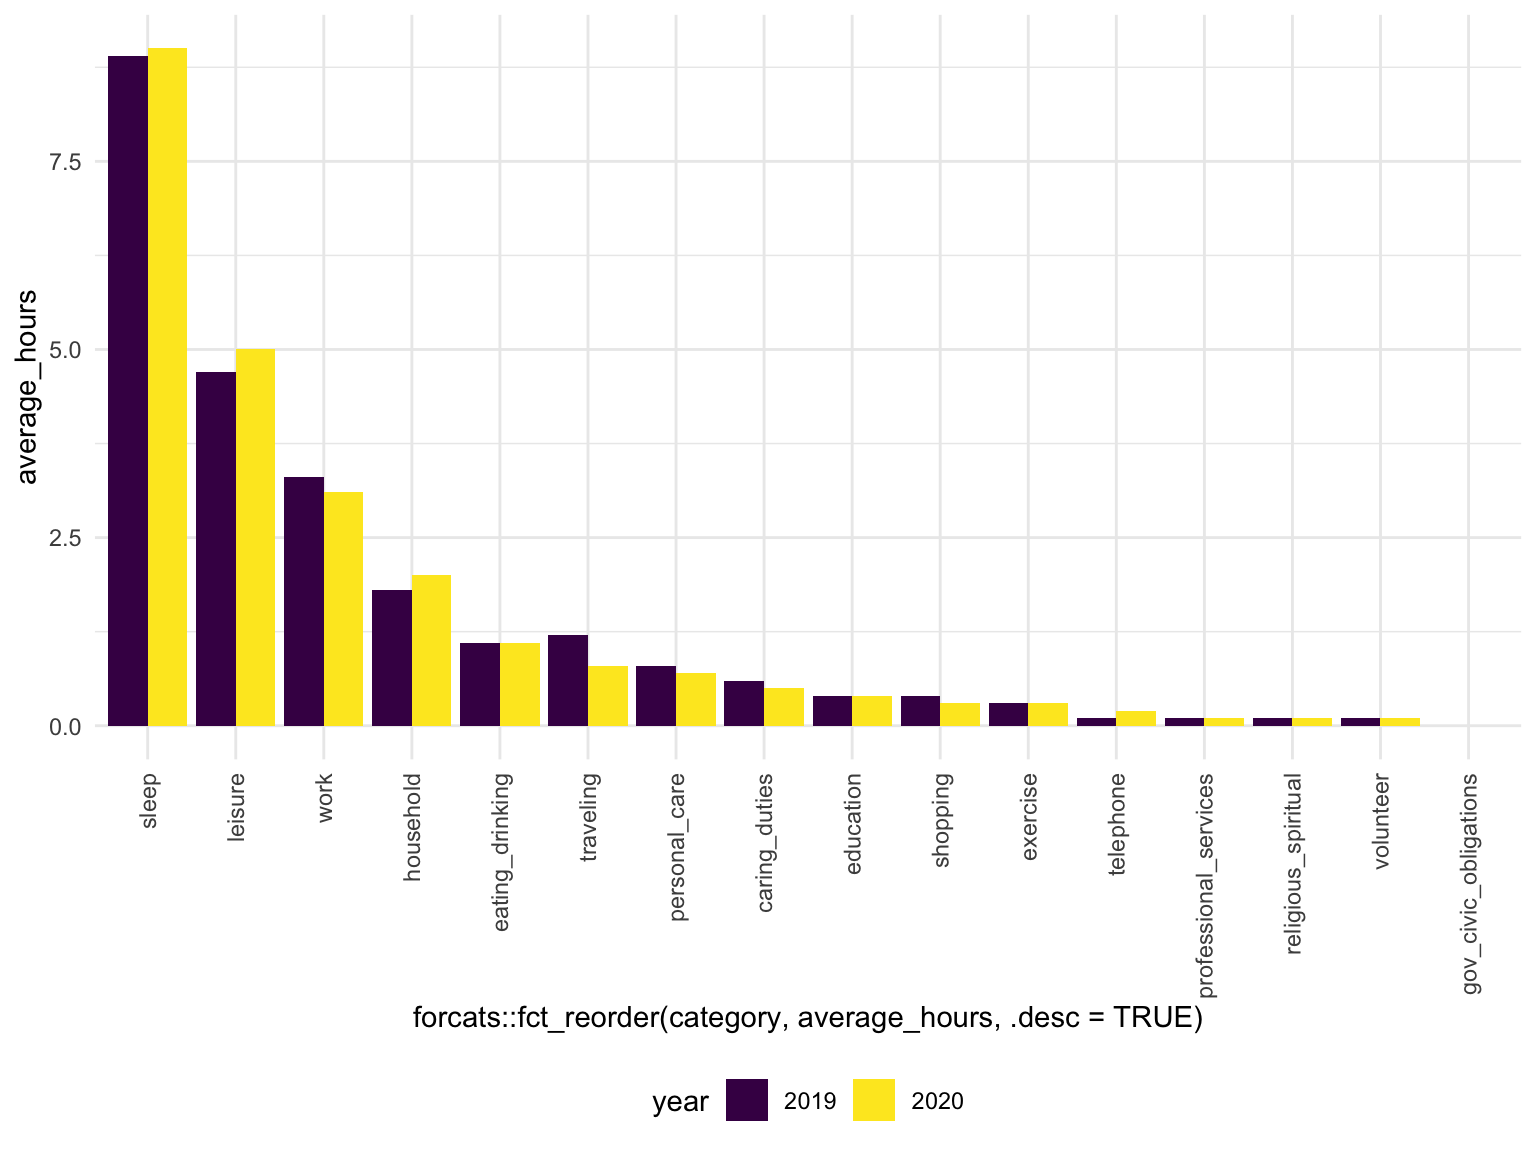 average_hours
7.5
5.0
2.5
0.0
sleep
leisure
work
household
eating_drinking
traveling
personal_care
caring_duties
education
shopping
exercise
telephone
professional_services
religious_spiritual
volunteer
gov_civic_obligations
forcats::fct_reorder(category, average_hours, .desc = TRUE)
year 2019 2020